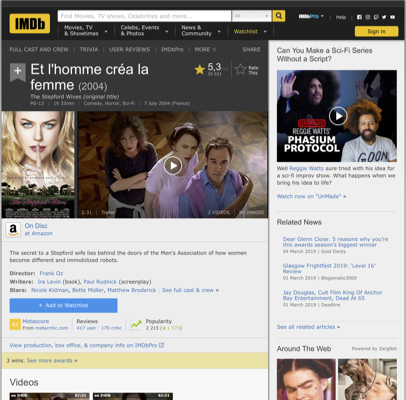 IMDb
Find Movies, TV shows, Celebrities and more...
All
IMDbPro
Help
Movies, TV & Showtimes
Celebs, Events & Photos
News & Community
Watchlist
Sign in
FULL CAST AND CREW | TRIVIA | USER REVIEWS | IMDbPro | MORE
SHARE
Et l'homme créa la femme (2004)
The Stepford Wives (original title)
PG-13 | 1h 33min | Comedy, Horror, Sci-Fi | 7 July 2004 (France)
5,3
Rate This
2:31 | Trailer
2 VIDEOS
IMAGES
On Disc
at Amazon
The secret to a Stepford wife lies behind the doors of the Men's Association of how women become different and immobilized robots.
Director: Frank Oz
Writers: Ira Levin (book), Paul Rudnick (screenplay)
Stars: Nicole Kidman, Bette Midler, Matthew Broderick | See full cast & crew »
+ Add to Watchlist
Metascore
From metacritic.com
Reviews
417 user | 170 critic
Popularity
2 215
View production, box office, & company info on IMDbPro
3 wins. See more awards »
Videos
Can You Make a Sci-Fi Series Without a Script?
REGGIE WATTS'
PHASIUM
PROTOCOL
Well Reggie Watts sure tried with his idea for a sci-fi improv show. What happens when we bring his idea to life?
Watch now on "UnMade" »
Related News
Dear Glenn Close: 5 reasons why you're this awards season's biggest winner
04 March 2019 | Gold Derby
Glasgow Frightfest 2019: 'Level 16' Review
03 March 2019 | Blogomatic3000
Jay Douglas, Cult Film King Of Anchor Bay Entertainment, Dead At 65
01 March 2019 | Deadline
See all related articles »
Around The Web
Powered by ZergNet